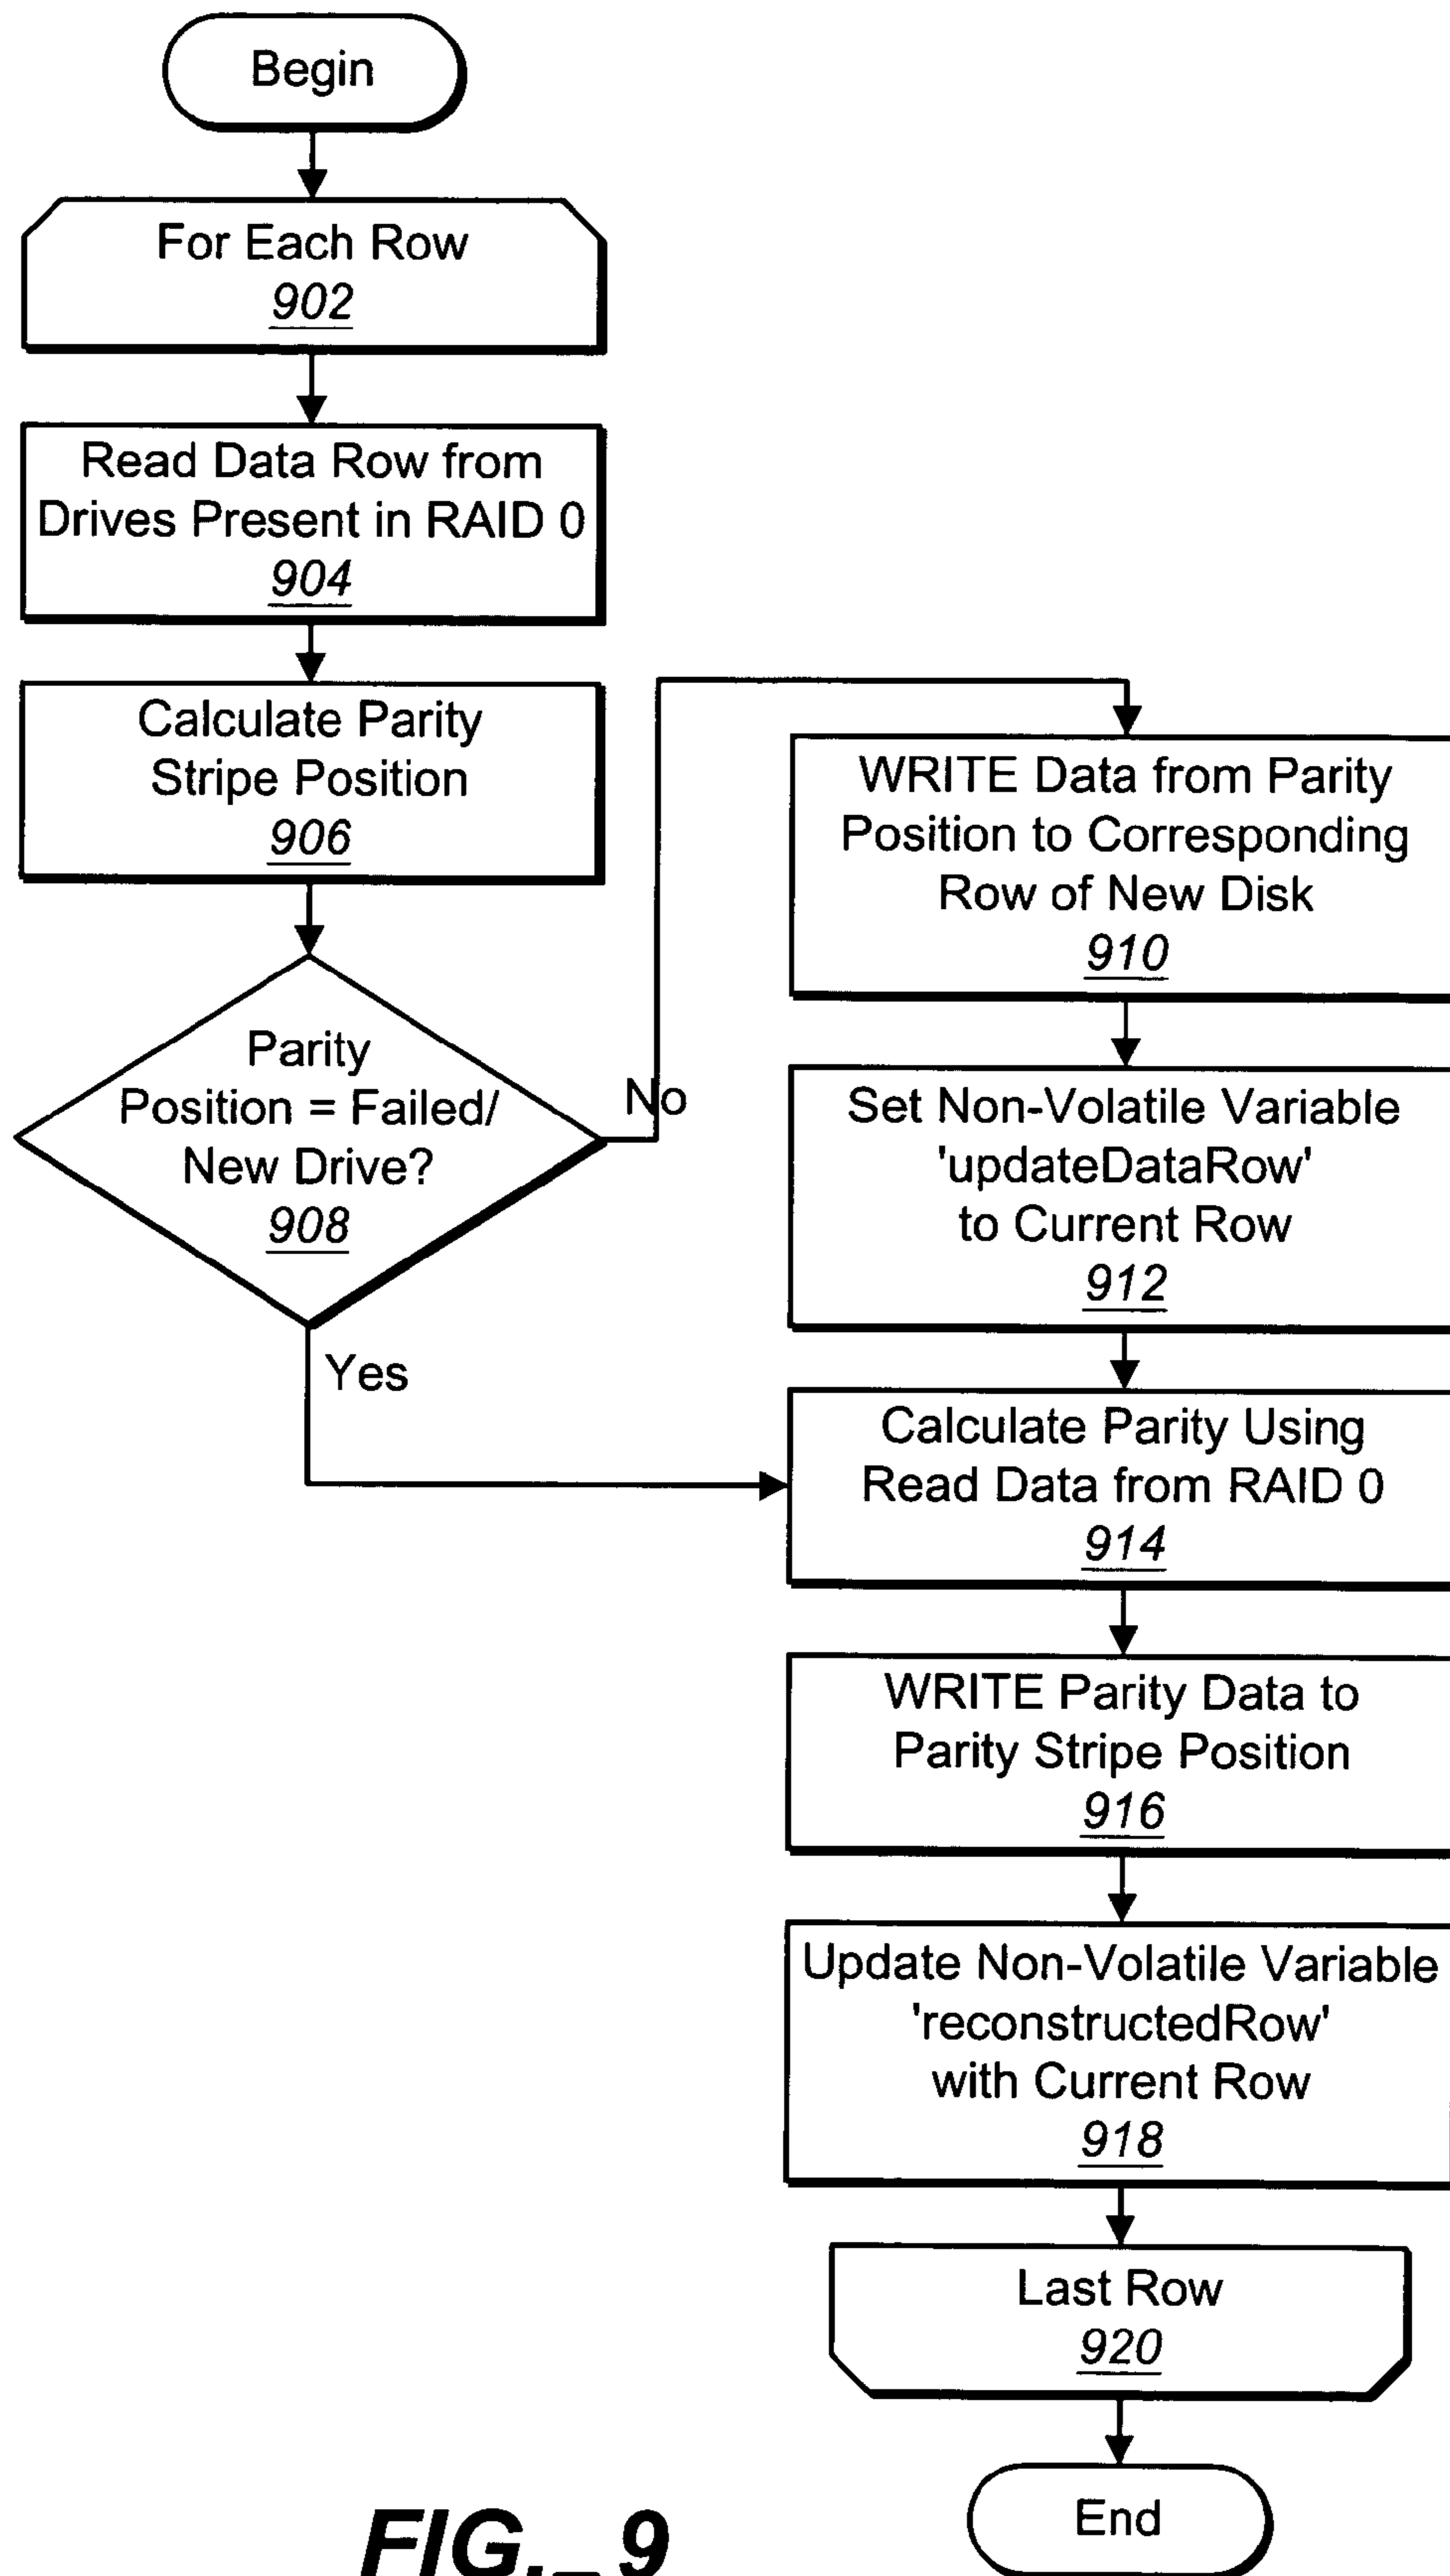 Begin
For Each Row
902
Read Data Row from
Drives Present in RAID 0
904
Calculate Parity
Stripe Position
906
Parity
Position = Failed/
New Drive?
908
No
Yes
WRITE Data from Parity
Position to Corresponding
Row of New Disk
910
Set Non-Volatile Variable
'updateDataRow'
to Current Row
912
Calculate Parity Using
Read Data from RAID 0
914
WRITE Parity Data to
Parity Stripe Position
916
Update Non-Volatile Variable
'reconstructedRow'
with Current Row
918
Last Row
920
End
FIG._ 9